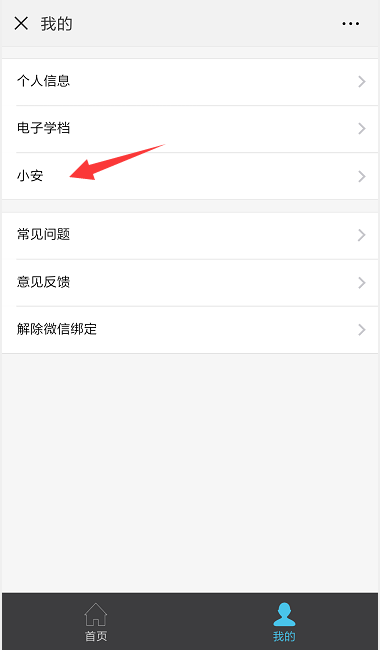 我的
个人信息
电子学档
小安
常见问题
意见反馈
解除微信绑定
首页
我的